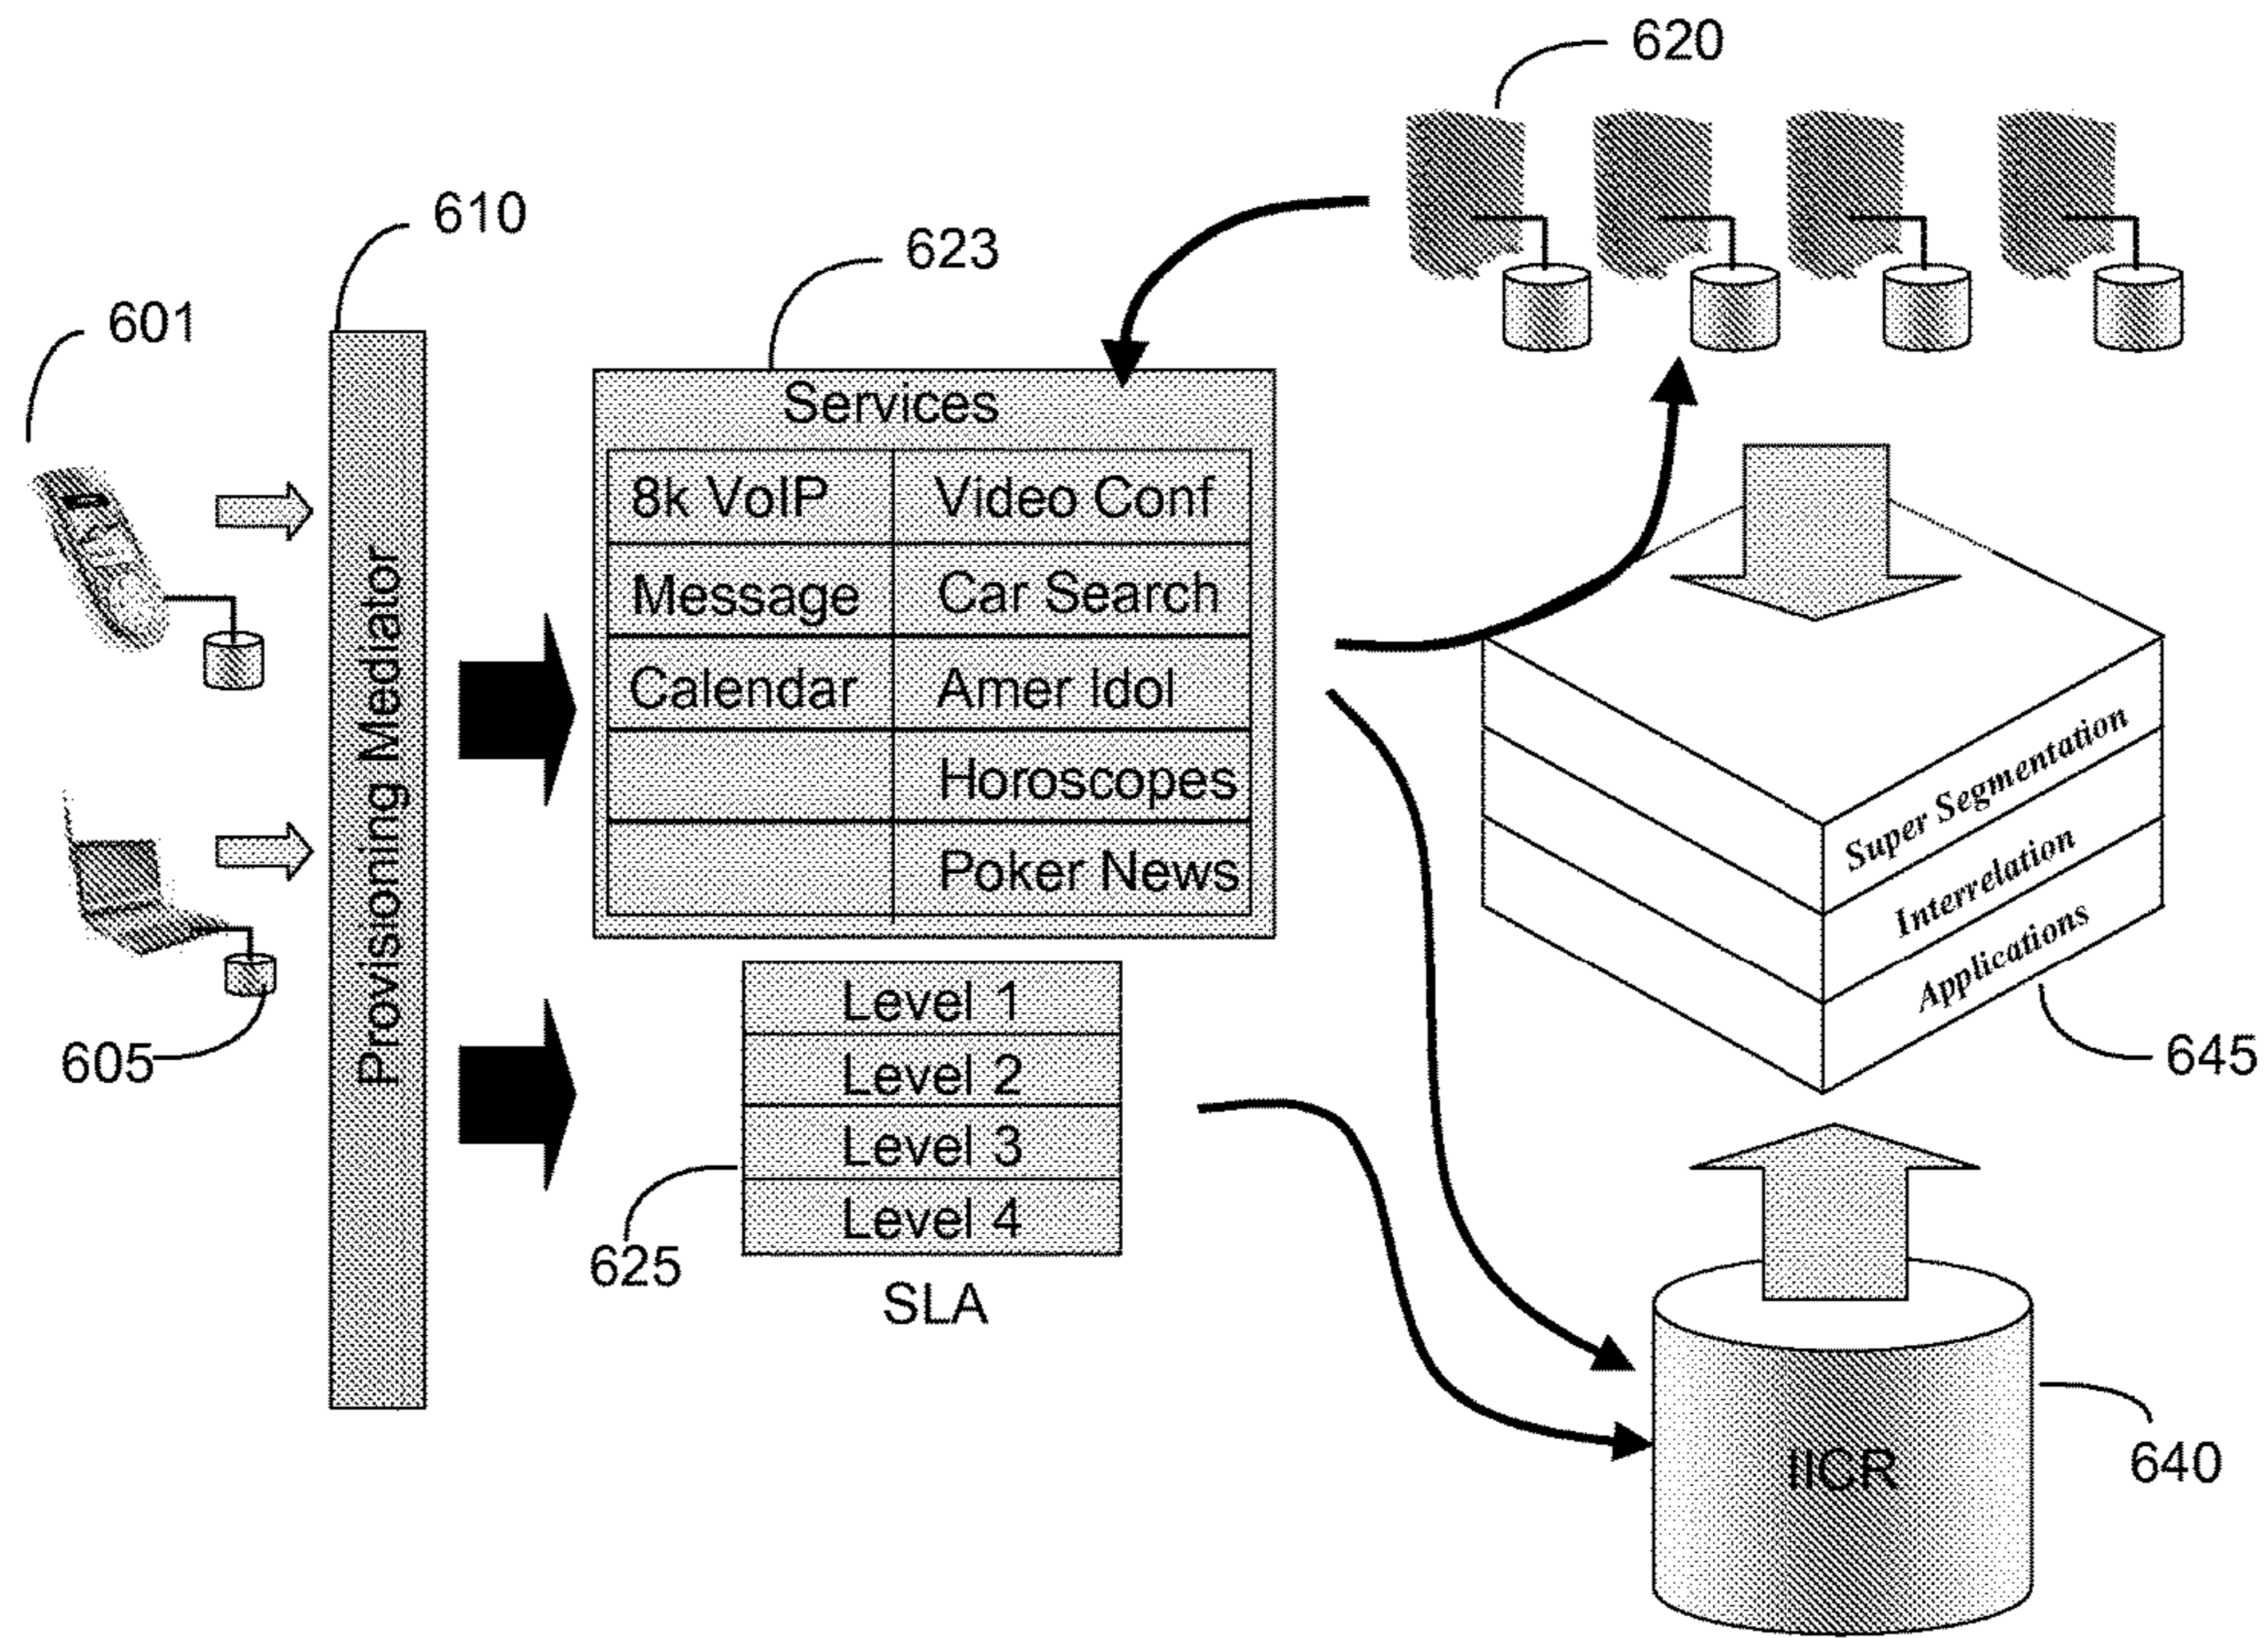 620
610
623
601
Services
8k VoIP Video Conf
Message Car Search
Calendar Amer Idol
Horoscopes
Poker News
Provisioning Mediator
Super Segmentation
Interrelation
Applications
605
645
Level 1
Level 2
Level 3
Level 4
625
SLA
640
IICR